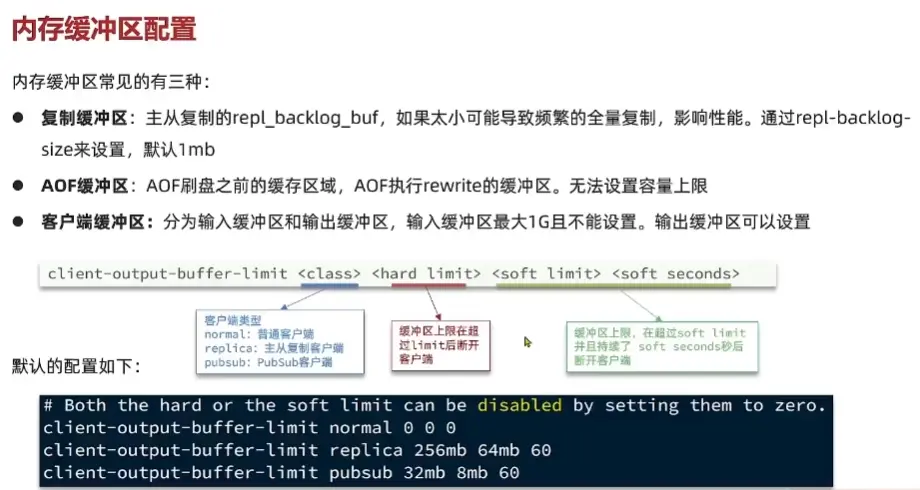 内存缓冲区配置
内存缓冲区常见的有三种：
● 复制缓冲区：主从复制的repl_backlog_buf，如果太小可能导致频繁的全量复制，影响性能。通过repl-backlog-
size来设置，默认1mb
● AOF缓冲区：AOF刷盘之前的缓存区域，AOF执行rewrite的缓冲区。无法设置容量上限
● 客户端缓冲区：分为输入缓冲区和输出缓冲区，输入缓冲区最大1G且不能设置。输出缓冲区可以设置
client-output-buffer-limit <class> <hard limit> <soft limit> <soft seconds>
客户端类型
normal：普通客户端
replica：主从复制客户端
pubsub：PubSub客户端
缓冲区上限在超
过limit后断开
客户端
缓冲区上限，在超过soft limit
并且持续了 soft seconds秒后
断开客户端
默认的配置如下：
# Both the hard or the soft limit can be disabled by setting them to zero.
client-output-buffer-limit normal 0 0 0
client-output-buffer-limit replica 256mb 64mb 60
client-output-buffer-limit pubsub 32mb 8mb 60